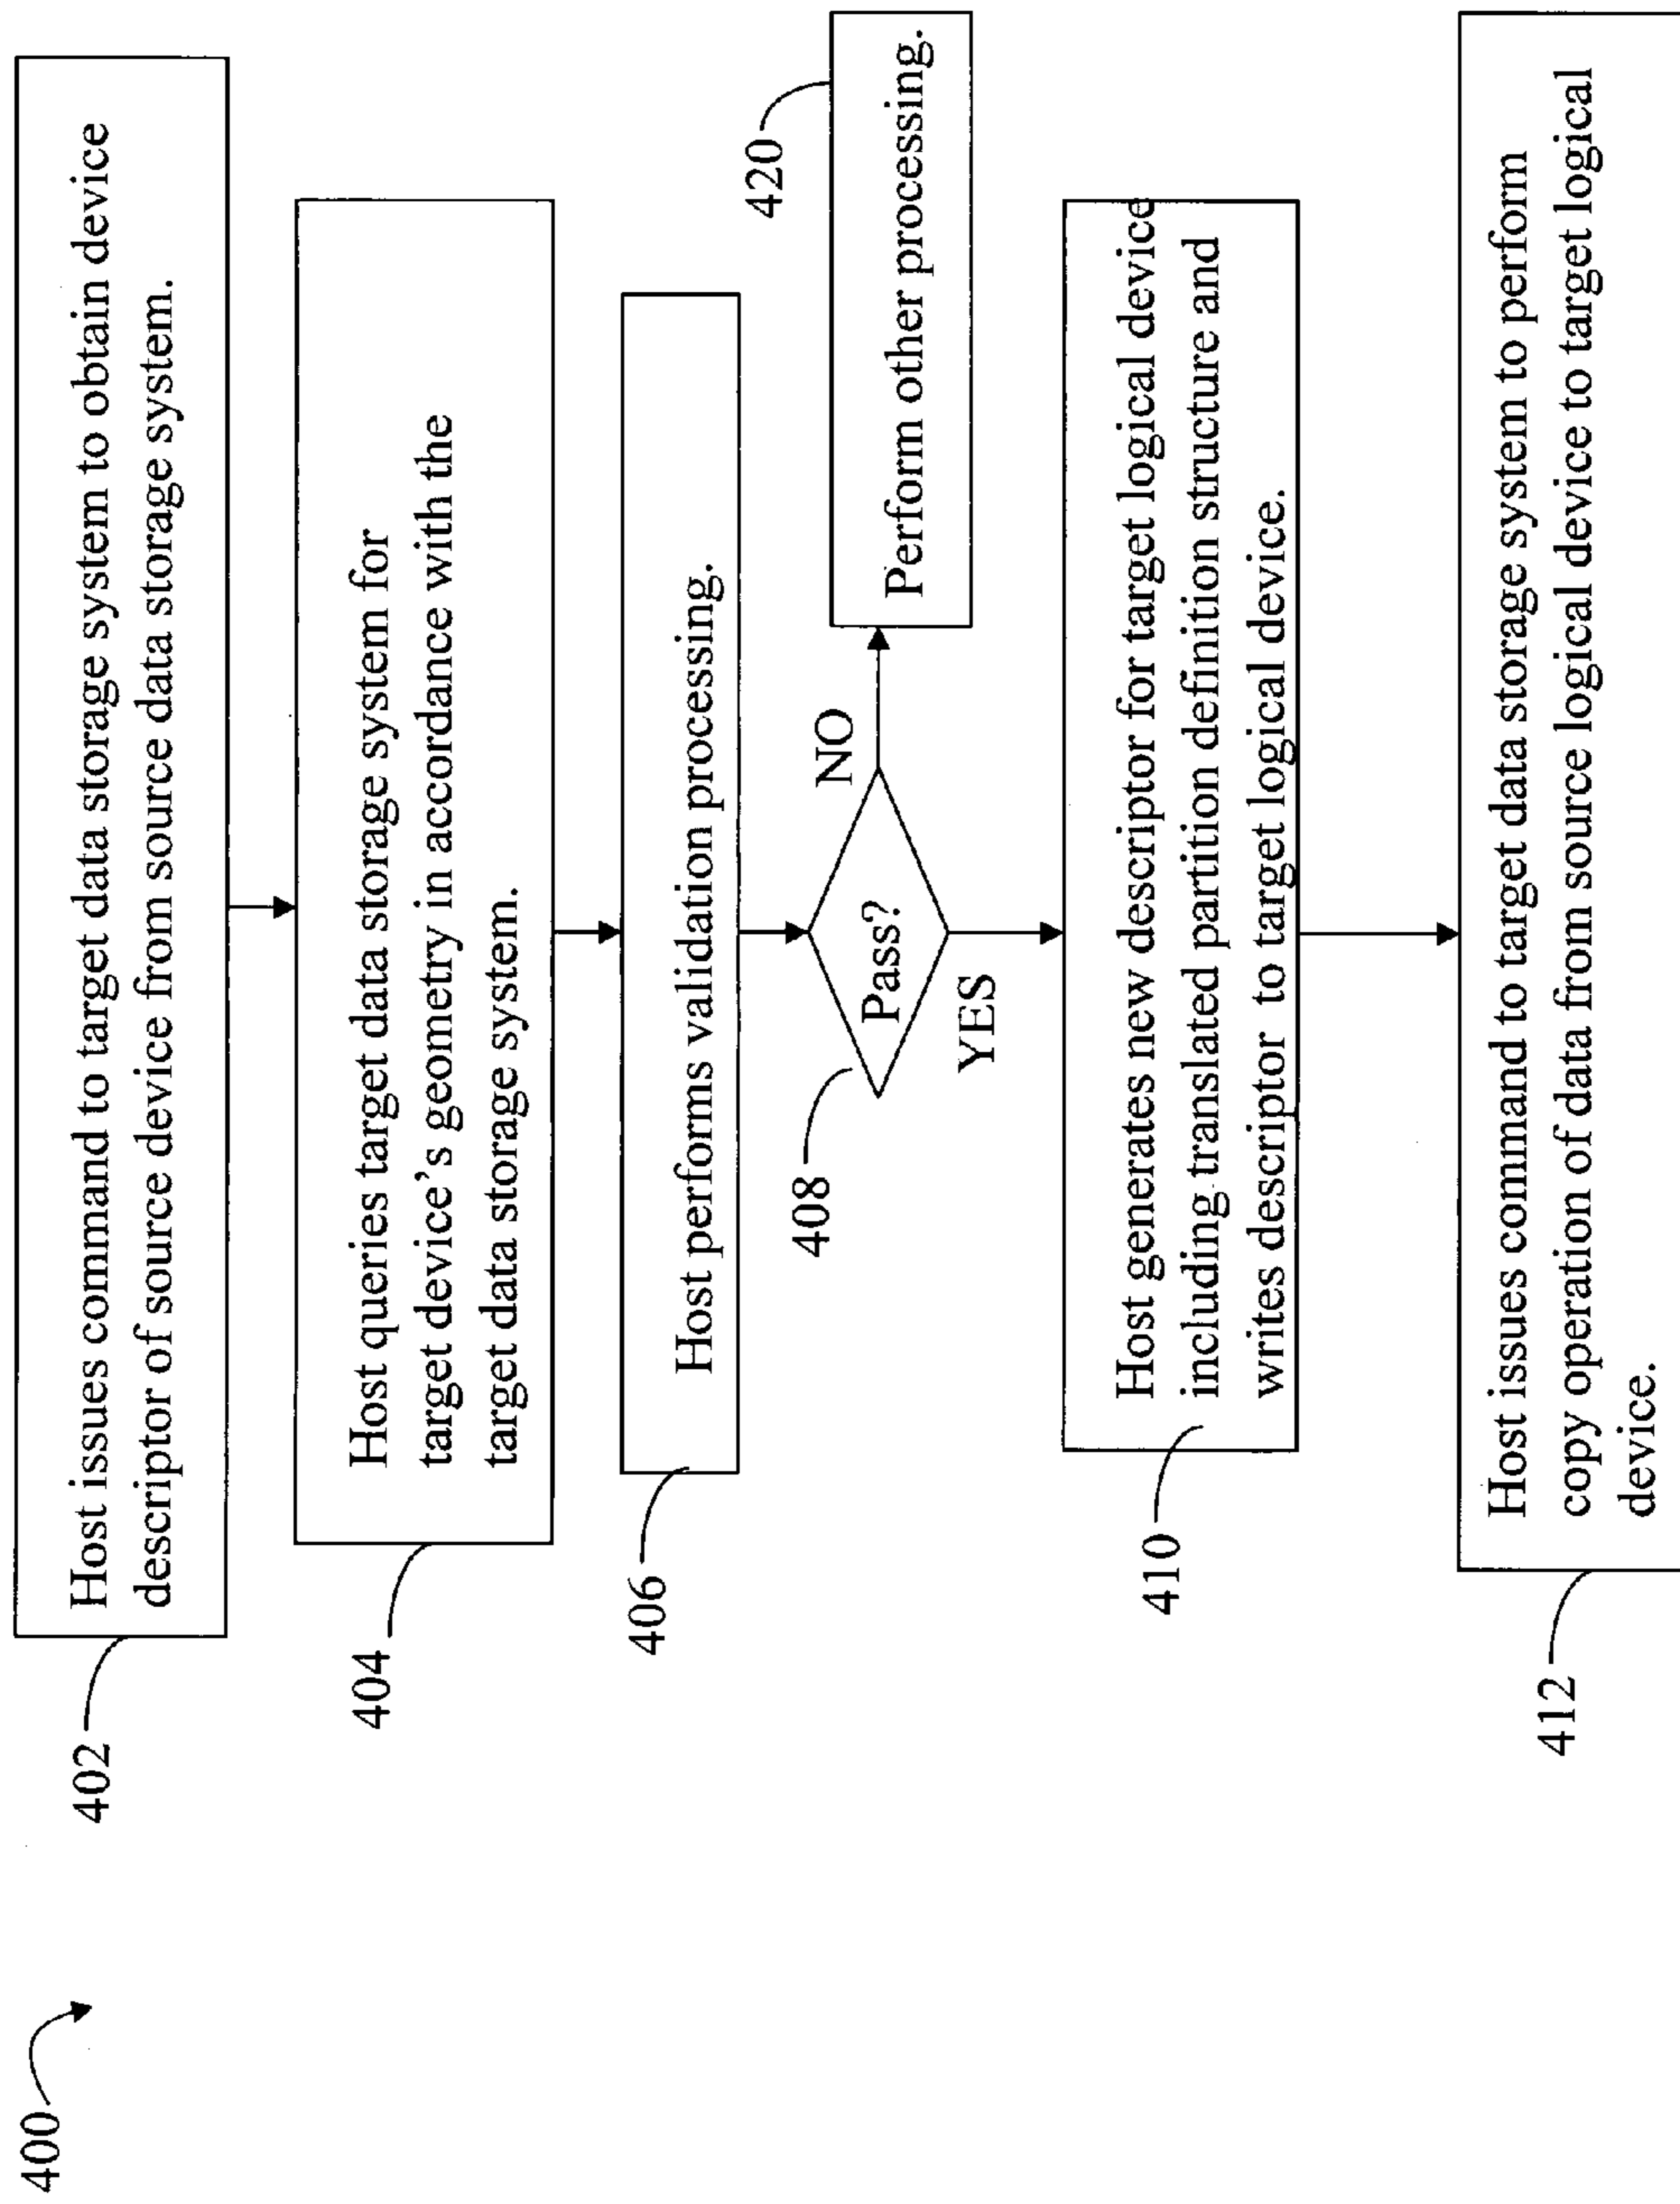 400
402
Host issues command to target data storage system to obtain device
descriptor of source device from source data storage system.
404
Host queries target data storage system for
target device's geometry in accordance with the
target data storage system.
406
Host performs validation processing.
408
Pass?
NO
420
Perform other processing.
YES
410
Host generates new descriptor for target logical device
including translated partition definition structure and
writes descriptor to target logical device.
412
Host issues command to target data storage system to perform
copy operation of data from source logical device to target logical
device.